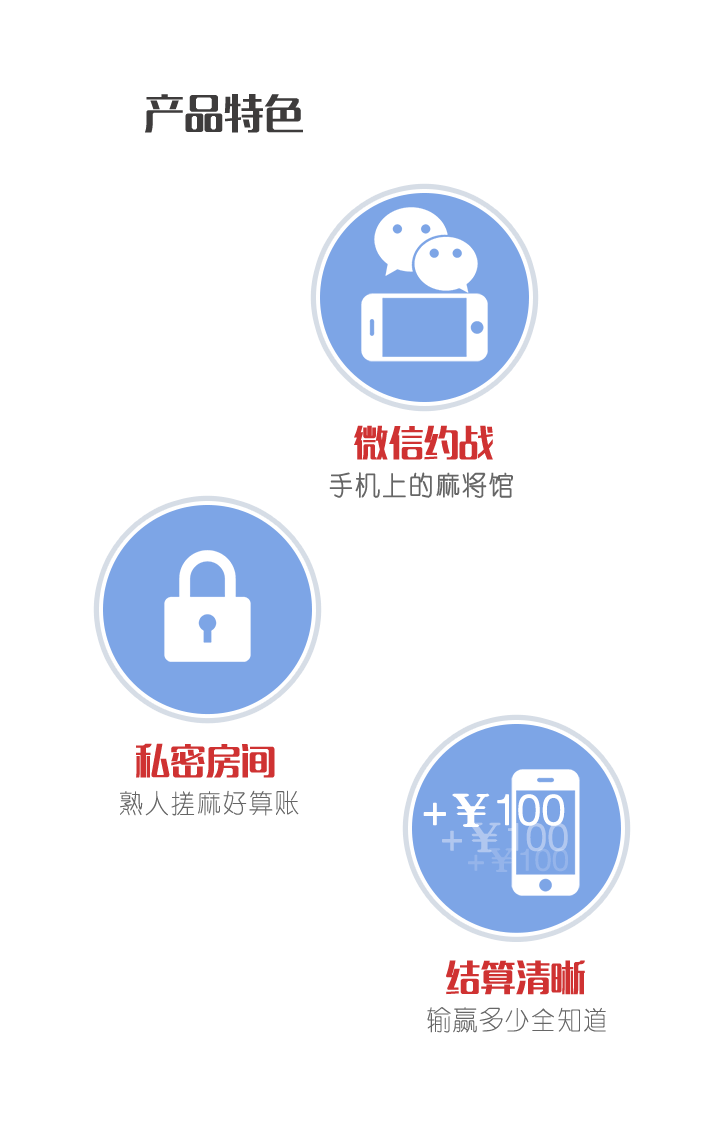 产品特色
微信约战
手机上的麻将馆
私密房间
熟人搓麻好算账
+¥100
+¥100
+¥100
结算清晰
输赢多少全知道